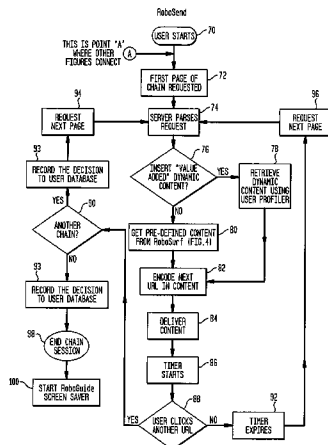 RoboSend
70
USER STARTS
THIS IS POINT 'A'
WHERE OTHER
FIGURES CONNECT
A
72
FIRST PAGE OF
CHAIN REQUESTED
94
REQUEST
NEXT PAGE
74
SERVER PARSES
REQUEST
96
REQUEST
NEXT PAGE
93
RECORD THE DECISION
TO USER DATABASE
76
INSERT "VALUE
ADDED" DYNAMIC
CONTENT?
YES
78
RETRIEVE
DYNAMIC
CONTENT USING
USER PROFILER
YES
90
ANOTHER
CHAIN?
NO
80
GET PRE-DEFINED CONTENT
FROM RoboSurf (FIG.4)
NO
93
RECORD THE DECISION
TO USER DATABASE
82
ENCODE NEXT
URL IN CONTENT
84
DELIVER
CONTENT
98
END CHAIN
SESSION
86
TIMER
STARTS
100
START RoboGuide
SCREEN SAVER
88
USER CLICKS
ANOTHER URL
YES
NO
92
TIMER
EXPIRES